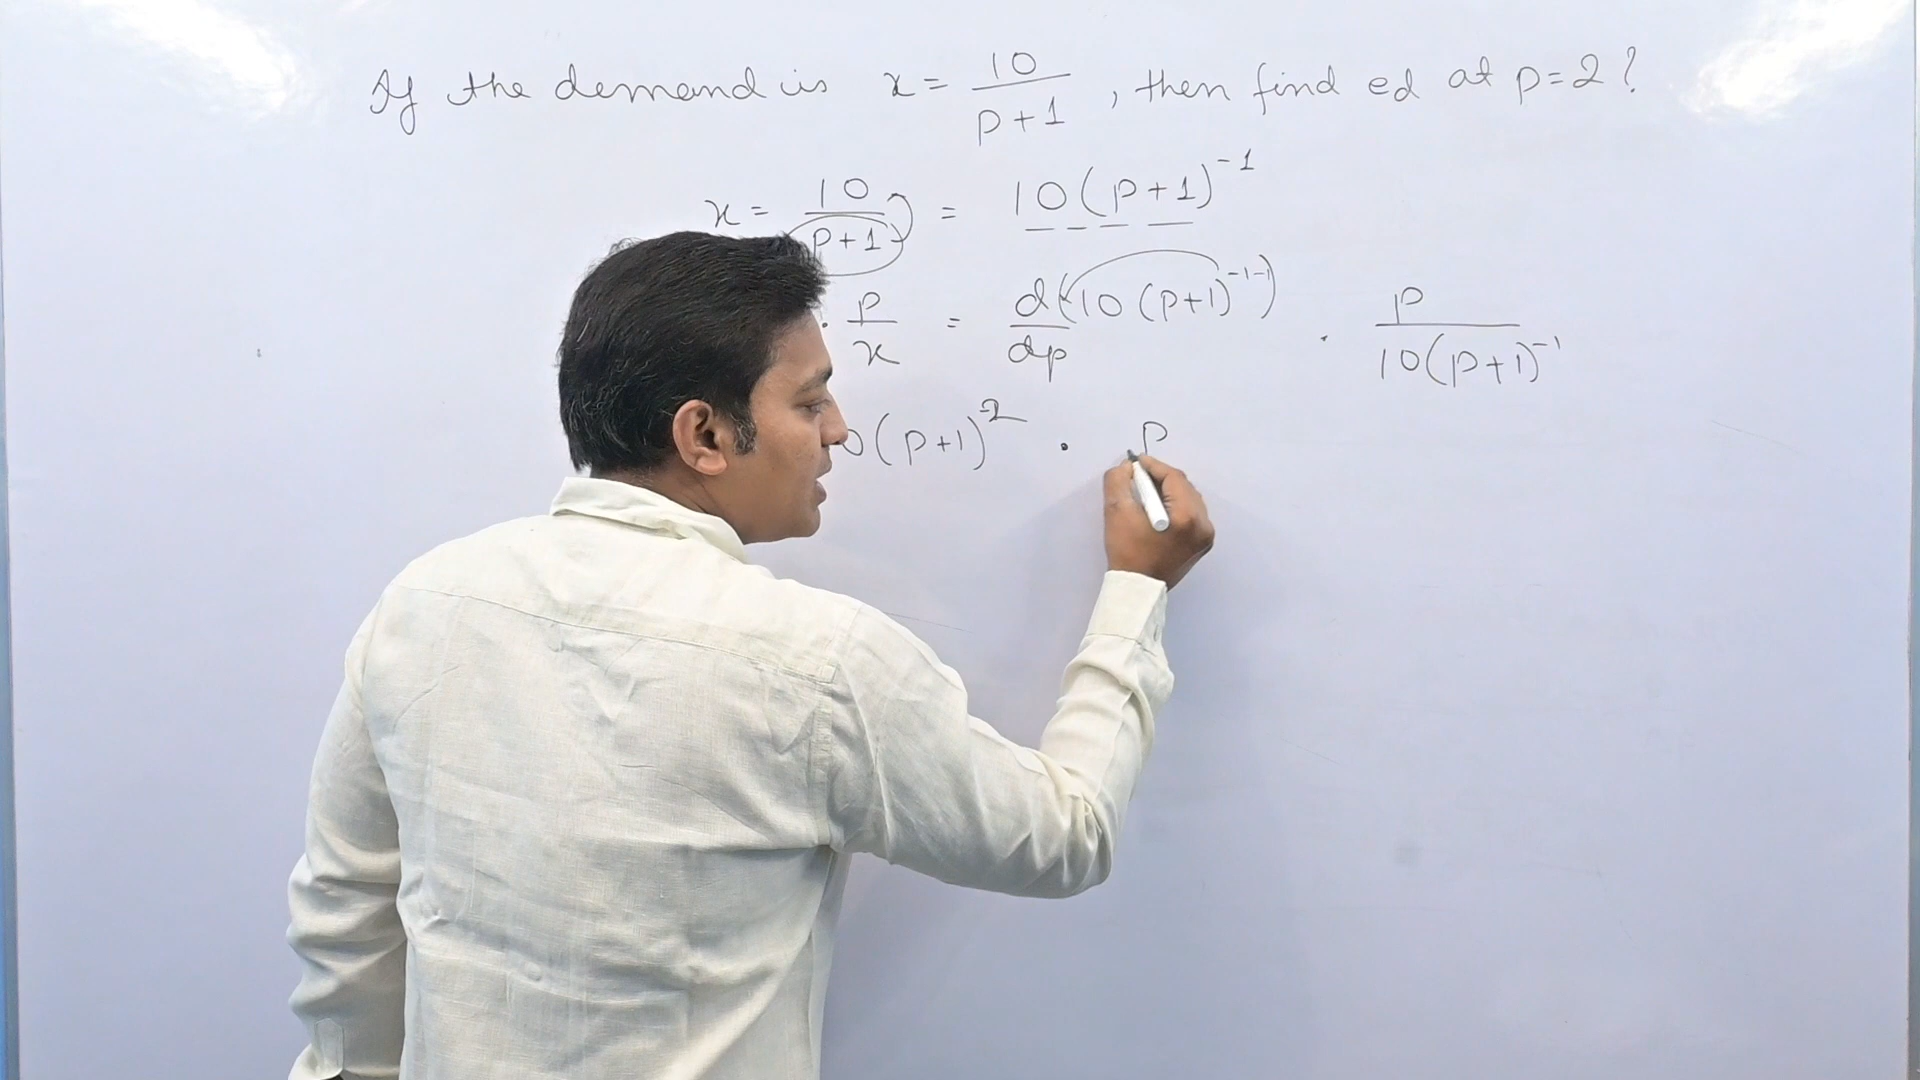 If the demand is x = 10/(p+1), then find ed at p=2?
x = 10/(p+1) = 10(p+1)^-1
· p/x = d/dp (10(p+1)^-1-1) · p/(10(p+1)^-1)
0(p+1)^-2 · p